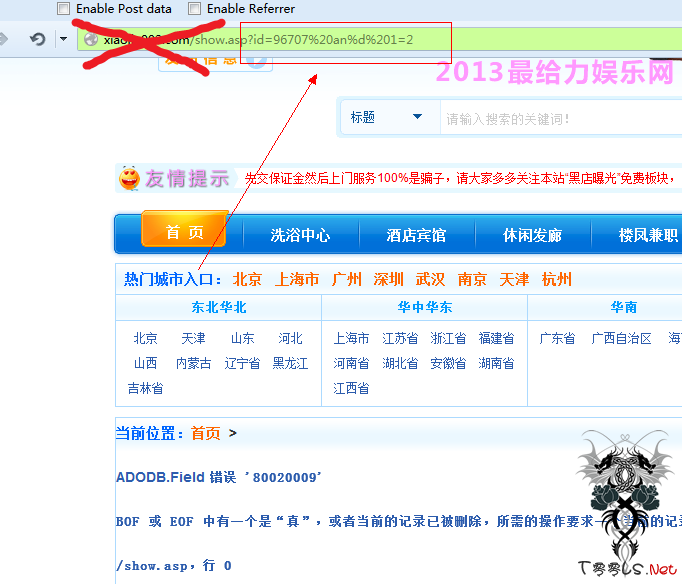 Enable Post data Enable Referrer
/show.asp?id=96707%20an%d%201=2
2013最给力娱乐网
标题 请输入搜索的关键词!
友情提示 先交保证金然后上门服务100%是骗子，请大家多多关注本站"黑店曝光"免费板块，
首 页 洗浴中心 酒店宾馆 休闲发廊 楼凤兼职
热门城市入口： 北京 上海市 广州 深圳 武汉 南京 天津 杭州
东北华北 华中华东 华南
北京 天津 山东 河北 上海市 江苏省 浙江省 福建省 广东省 广西自治区
山西 内蒙古 辽宁省 黑龙江 河南省 湖北省 安徽省 湖南省
吉林省 江西省
当前位置：首页 >
ADODB.Field 错误 '80020009'
BOF 或 EOF 中有一个是“真”，或者当前的记录已被删除，所需的操作要求一个当前的记录
/show.asp，行 0